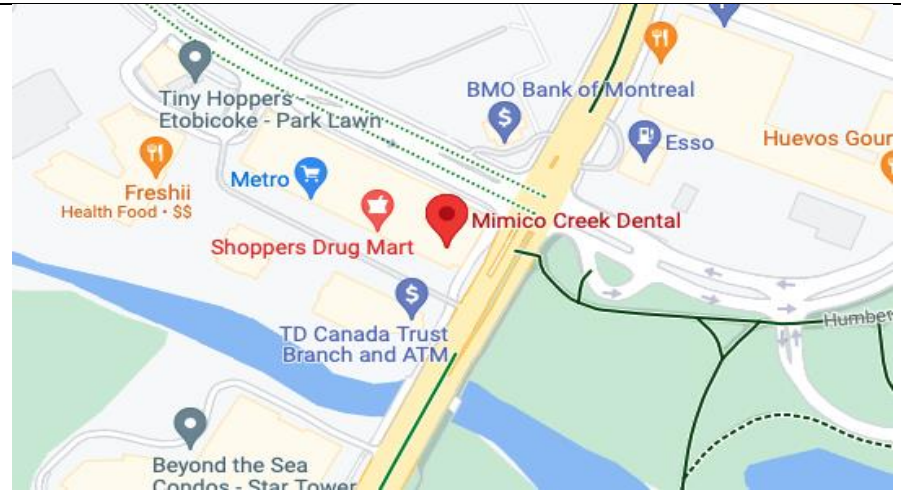 Tiny Hoppers -
Etobicoke - Park Lawn
BMO Bank of Montreal
Esso
Huevos Gour
Freshii
Health Food • $$
Metro
Shoppers Drug Mart
Mimico Creek Dental
TD Canada Trust
Branch and ATM
Humber
Beyond the Sea
Condos - Star Tower